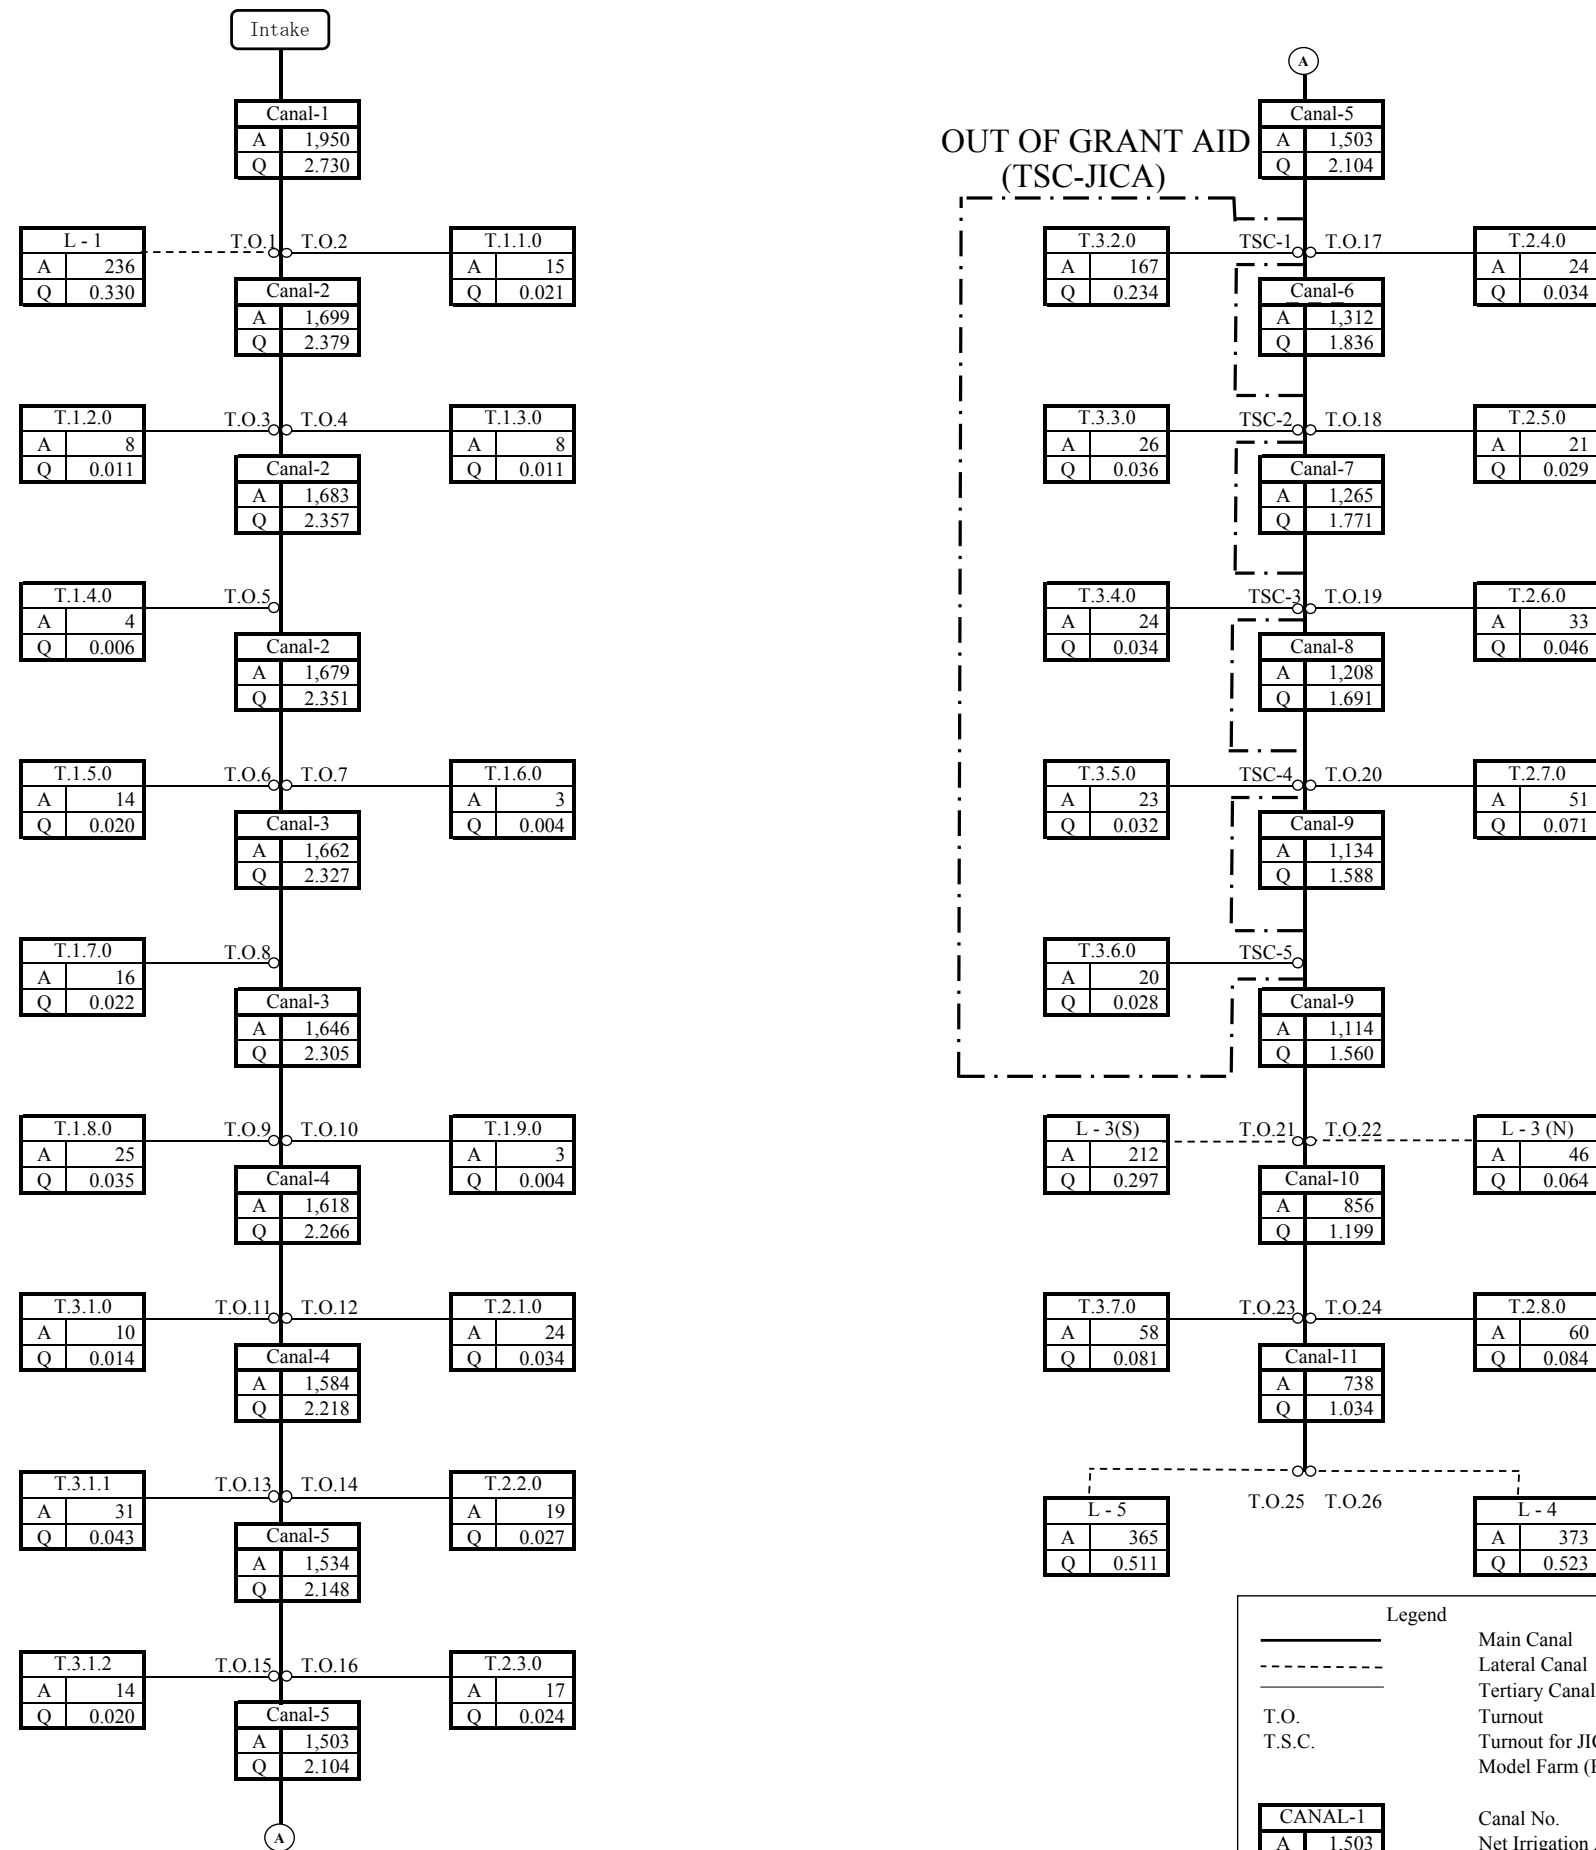 Intake
Canal-1
A 1,950
Q 2.730
L - 1
A 236
Q 0.330
T.O.1 T.O.2
T.1.1.0
A 15
Q 0.021
Canal-2
A 1,699
Q 2.379
T.1.2.0
A 8
Q 0.011
T.O.3 T.O.4
T.1.3.0
A 8
Q 0.011
Canal-2
A 1,683
Q 2.357
T.1.4.0
A 4
Q 0.006
T.O.5
Canal-2
A 1,679
Q 2.351
T.1.5.0
A 14
Q 0.020
T.O.6 T.O.7
T.1.6.0
A 3
Q 0.004
Canal-3
A 1,662
Q 2.327
T.1.7.0
A 16
Q 0.022
T.O.8
Canal-3
A 1,646
Q 2.305
T.1.8.0
A 25
Q 0.035
T.O.9 T.O.10
T.1.9.0
A 3
Q 0.004
Canal-4
A 1,618
Q 2.266
T.3.1.0
A 10
Q 0.014
T.O.11 T.O.12
T.2.1.0
A 24
Q 0.034
Canal-4
A 1,584
Q 2.218
T.3.1.1
A 31
Q 0.043
T.O.13 T.O.14
T.2.2.0
A 19
Q 0.027
Canal-5
A 1,534
Q 2.148
T.3.1.2
A 14
Q 0.020
T.O.15 T.O.16
T.2.3.0
A 17
Q 0.024
Canal-5
A 1,503
Q 2.104
A
A
Canal-5
A 1,503
Q 2.104
OUT OF GRANT AID
(TSC-JICA)
T.3.2.0
A 167
Q 0.234
TSC-1 T.O.17
T.2.4.0
A 24
Q 0.034
Canal-6
A 1,312
Q 1.836
T.3.3.0
A 26
Q 0.036
TSC-2 T.O.18
T.2.5.0
A 21
Q 0.029
Canal-7
A 1,265
Q 1.771
T.3.4.0
A 24
Q 0.034
TSC-3 T.O.19
T.2.6.0
A 33
Q 0.046
Canal-8
A 1,208
Q 1.691
T.3.5.0
A 23
Q 0.032
TSC-4 T.O.20
T.2.7.0
A 51
Q 0.071
Canal-9
A 1,134
Q 1.588
T.3.6.0
A 20
Q 0.028
TSC-5
Canal-9
A 1,114
Q 1.560
L - 3(S)
A 212
Q 0.297
T.O.21 T.O.22
L - 3 (N)
A 46
Q 0.064
Canal-10
A 856
Q 1.199
T.3.7.0
A 58
Q 0.081
T.O.23 T.O.24
T.2.8.0
A 60
Q 0.084
Canal-11
A 738
Q 1.034
T.O.25 T.O.26
L - 5
A 365
Q 0.511
L - 4
A 373
Q 0.523
Legend
Main Canal
Lateral Canal
Tertiary Canal
T.O. Turnout
T.S.C. Turnout for
Model Farm
CANAL-1 Canal No.
A 1,503 Net Irrigation